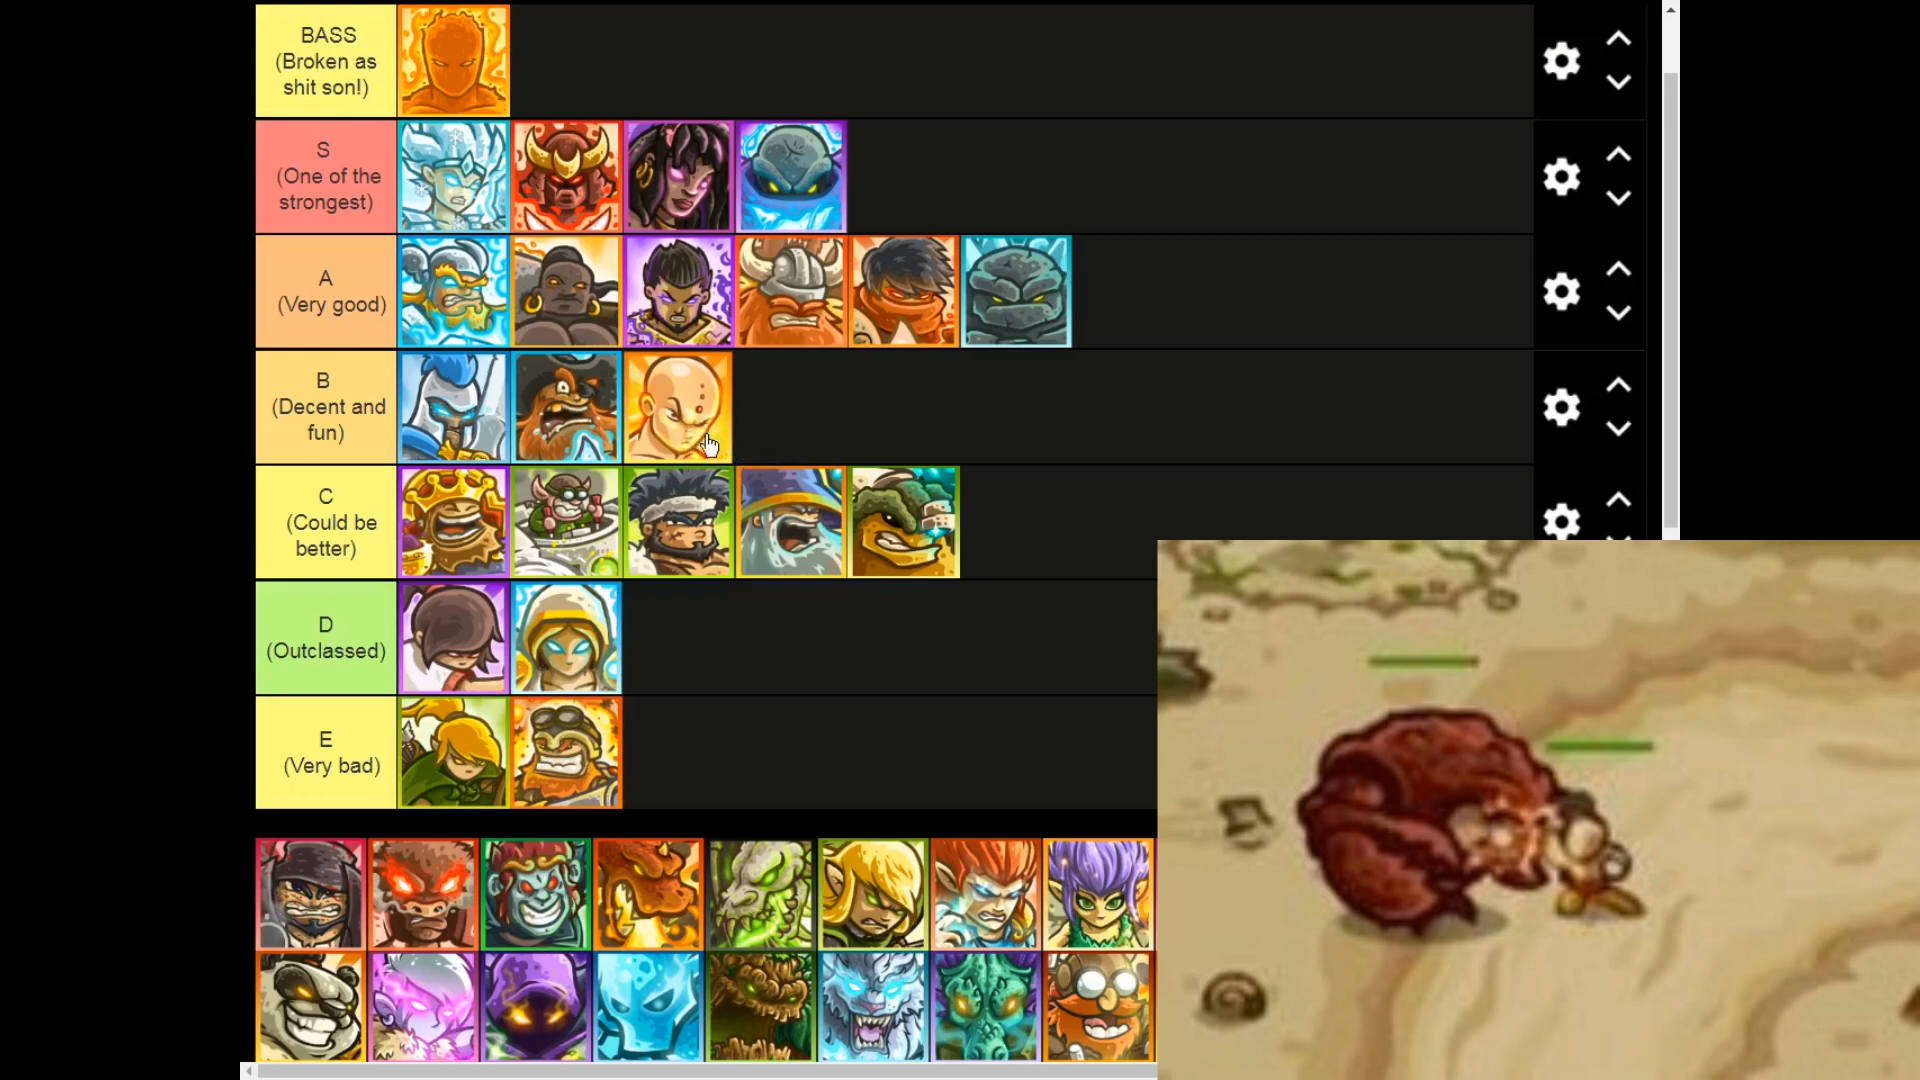 BASS
(Broken as
shit son!)
S
(One of the
strongest)
A
(Very good)
B
(Decent and
fun)
C
(Could be
better)
D
(Outclassed)
E
(Very bad)